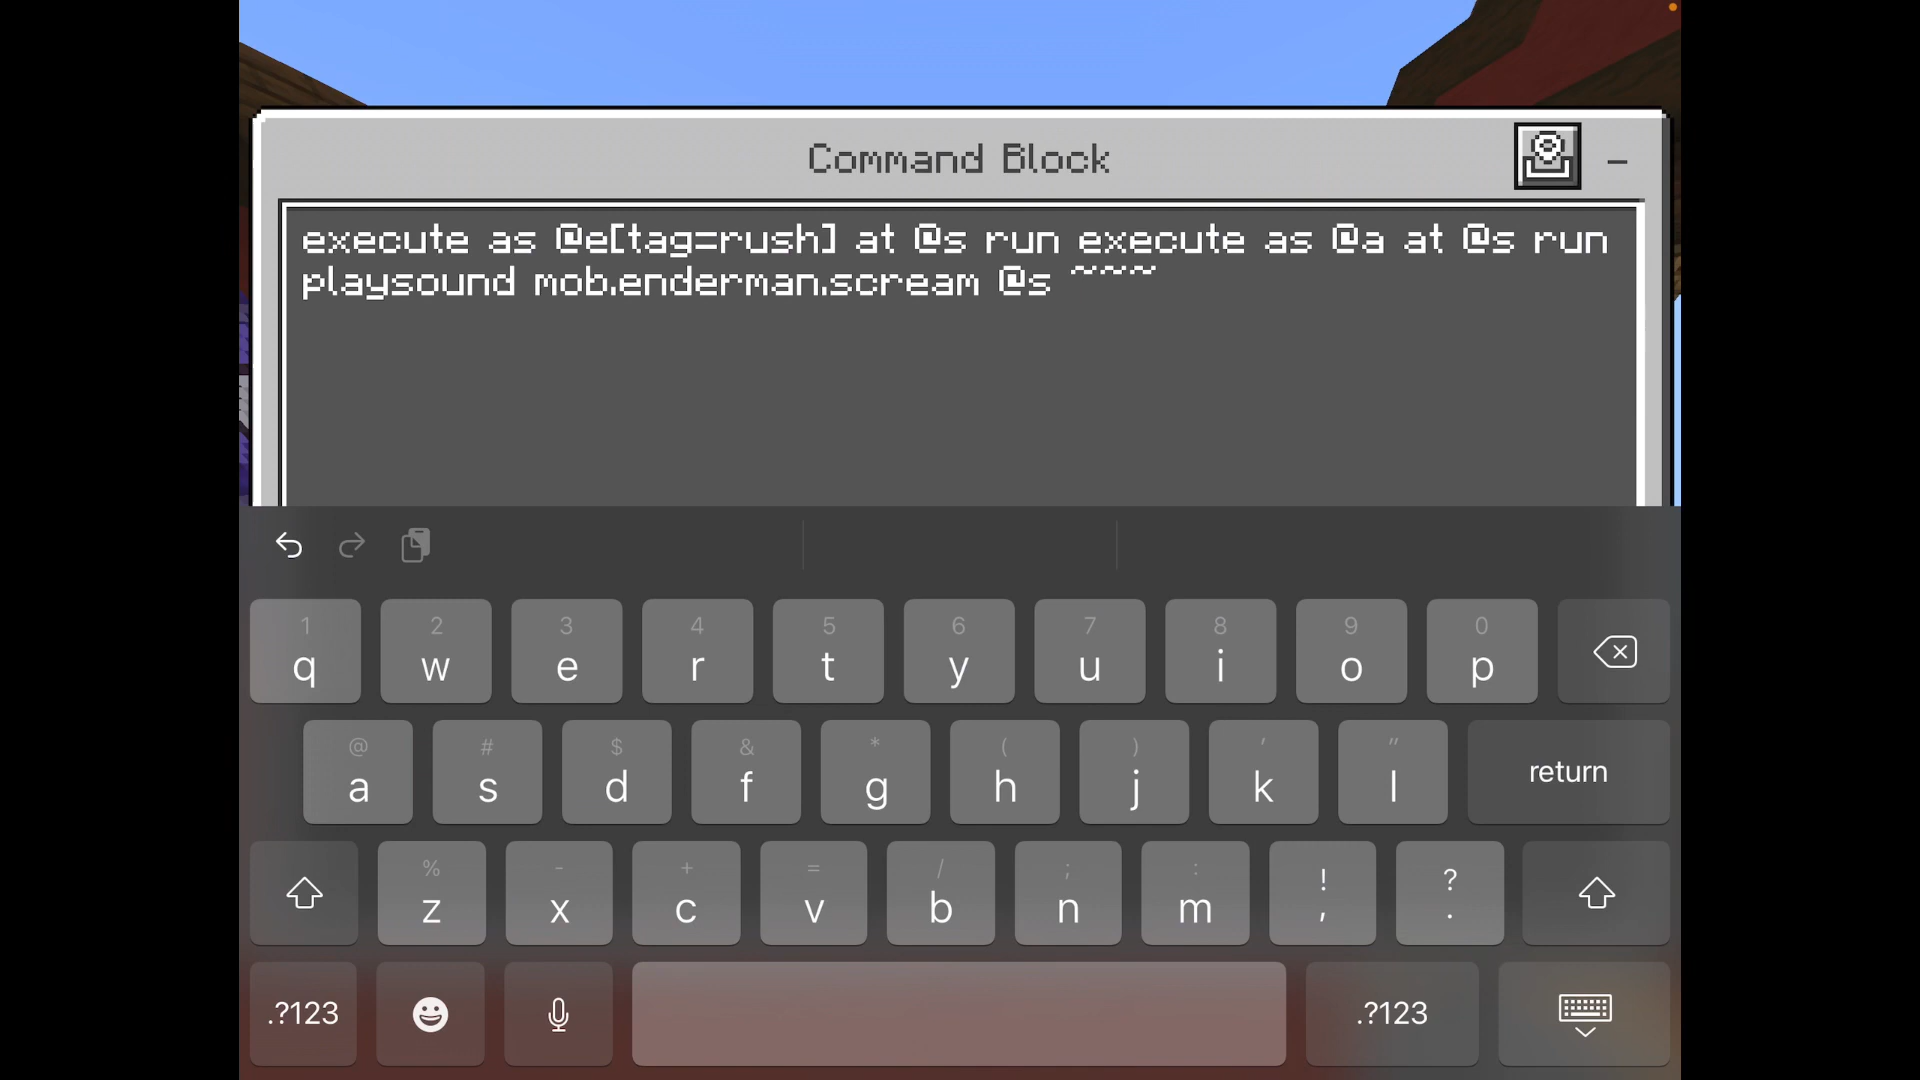 Command Block
execute as @e[tag=rush] at @s run execute as @a at @s run
playsound mob.enderman.scream @s ~~~
1 2 3 4 5 6 7 8 9 0
q w e r t y u i o p
@ # $ & * ( ) ' "
a s d f g h j k l return
% - + = / ; : ! ?
z x c v b n m , .
.?123 .?123